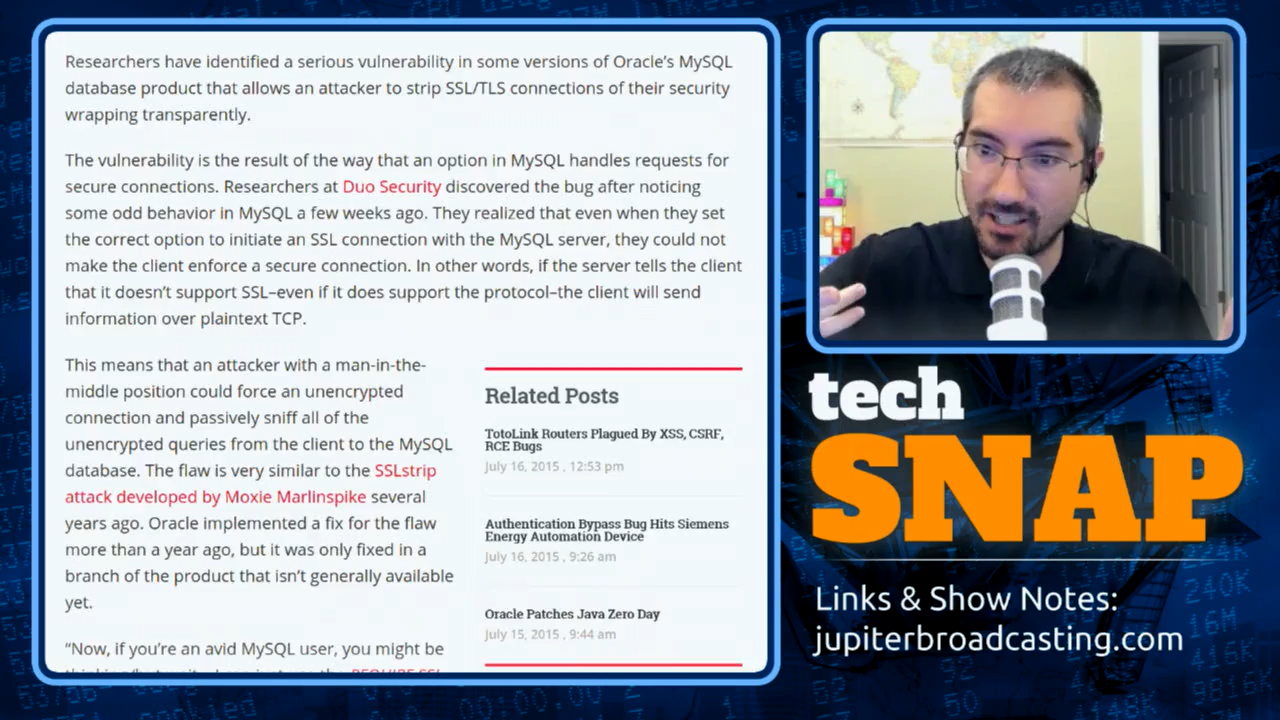 Researchers have identified a serious vulnerability in some versions of Oracle’s MySQL
database product that allows an attacker to strip SSL/TLS connections of their security
wrapping transparently.
The vulnerability is the result of the way that an option in MySQL handles requests for
secure connections. Researchers at Duo Security discovered the bug after noticing
some odd behavior in MySQL a few weeks ago. They realized that even when they set
the correct option to initiate an SSL connection with the MySQL server, they could not
make the client enforce a secure connection. In other words, if the server tells the client
that it doesn’t support SSL–even if it does support the protocol–the client will send
information over plaintext TCP.
This means that an attacker with a man-in-the-
middle position could force an unencrypted
connection and passively sniff all of the
unencrypted queries from the client to the MySQL
database. The flaw is very similar to the SSLstrip
attack developed by Moxie Marlinspike several
years ago. Oracle implemented a fix for the flaw
more than a year ago, but it was only fixed in a
branch of the product that isn’t generally available
yet.
“Now, if you’re an avid MySQL user, you might be
Related Posts
TotoLink Routers Plagued By XSS, CSRF,
RCE Bugs
July 16, 2015 , 12:53 pm
Authentication Bypass Bug Hits Siemens
Energy Automation Device
July 16, 2015 , 9:26 am
Oracle Patches Java Zero Day
July 15, 2015 , 9:44 am
tech
SNAP
Links & Show Notes:
jupiterbroadcasting.com